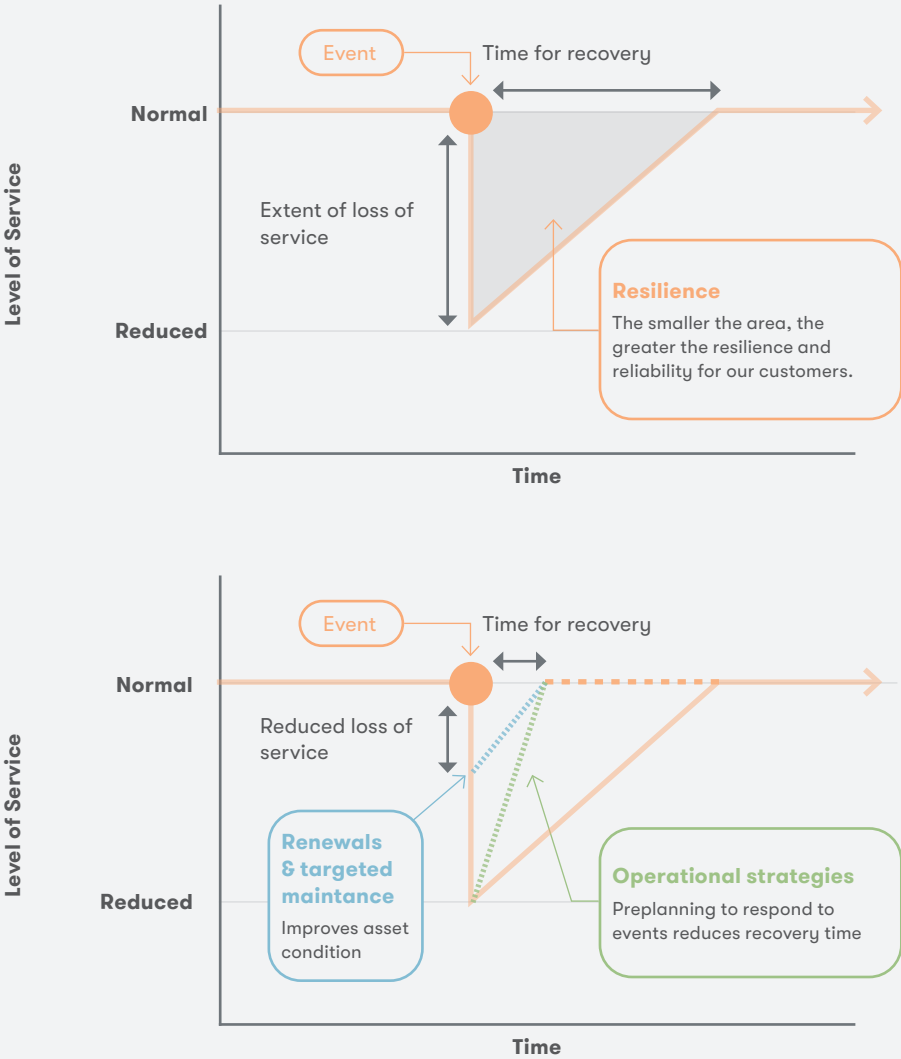 Event
Time for recovery
Normal
Extent of loss of
service
Level of Service
Resilience
The smaller the area, the
greater the resilience and
reliability for our customers.
Reduced
Time
Event
Time for recovery
Normal
Reduced loss of
service
Level of Service
Renewals
& targeted
maintance
Improves asset
condition
Operational strategies
Preplanning to respond to
events reduces recovery time
Reduced
Time